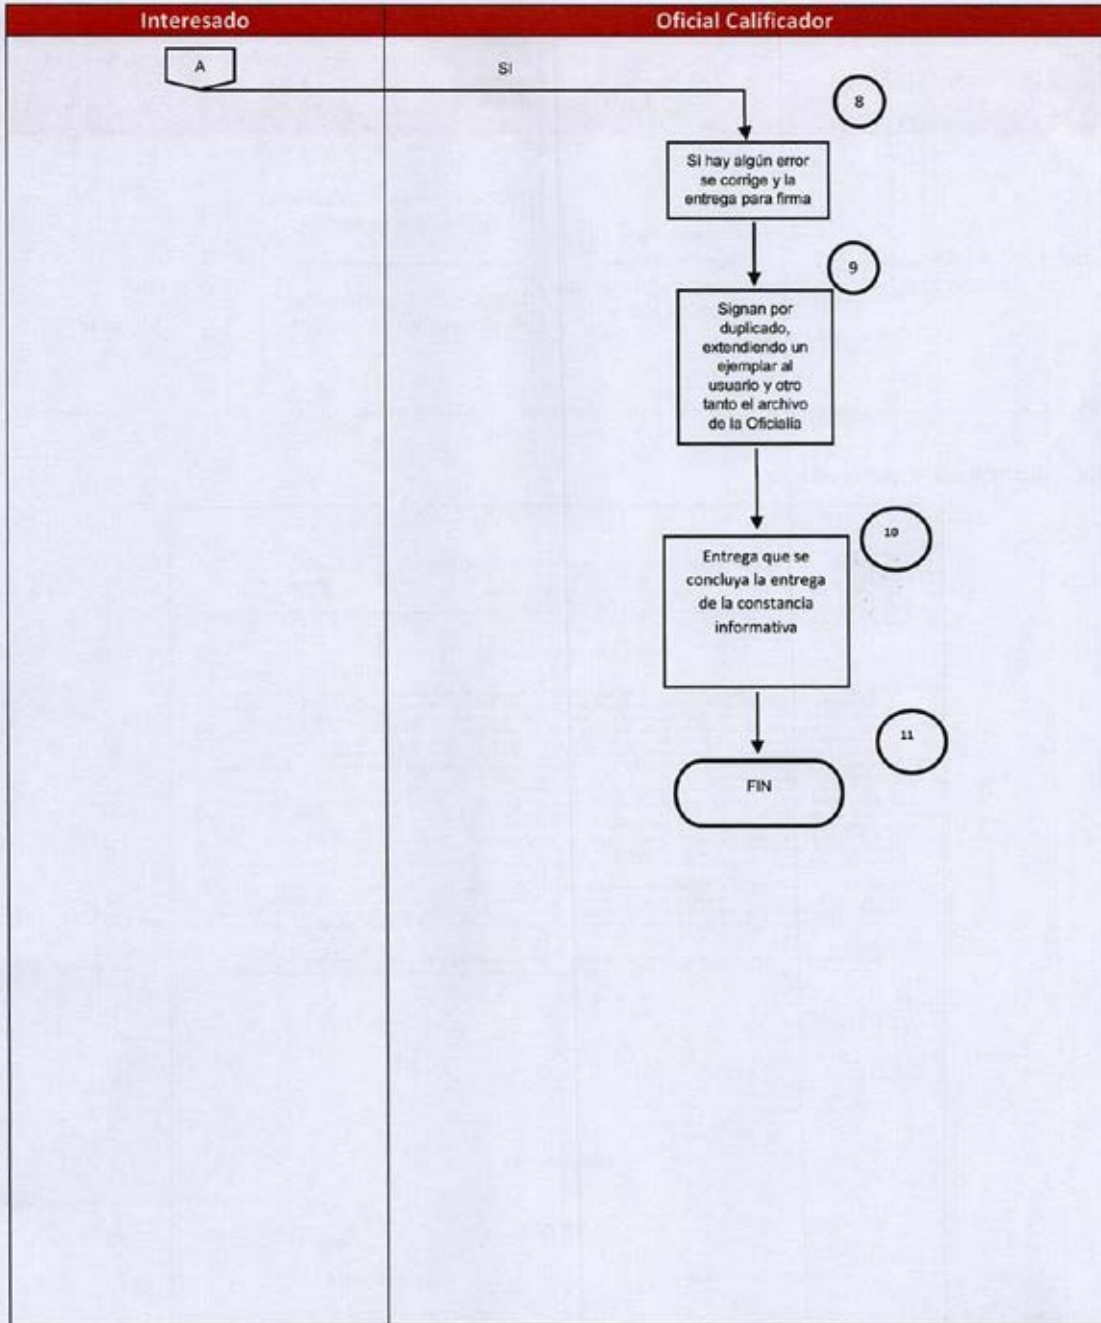 Interesado
Oficial Calificador
A
SI
8
Si hay algún error
se corrige y la
entrega para firma
9
Signan por
duplicado,
extendiendo un
ejemplar al
usuario y otro
tanto el archivo
de la Oficialía
10
Entrega que se
concluya la entrega
de la constancia
informativa
11
FIN